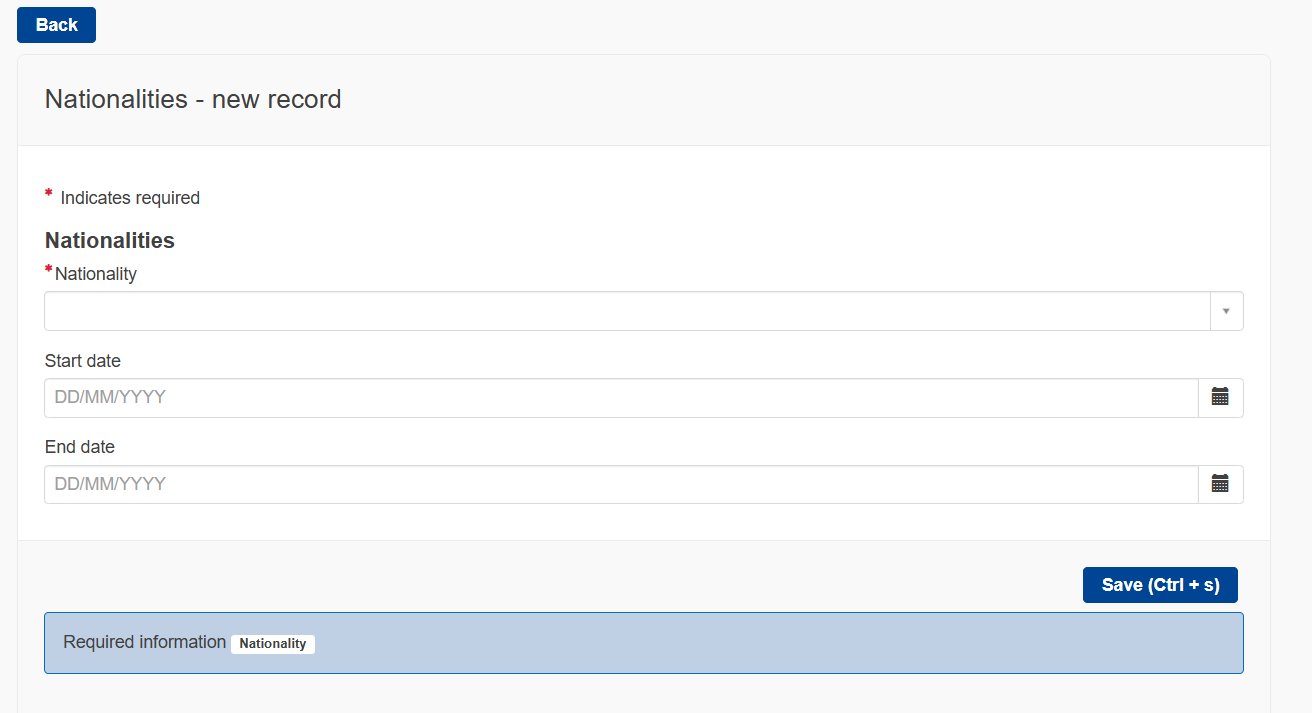 Back
Nationalities - new record
* Indicates required
Nationalities
*Nationality
Start date
DD/MM/YYYY
End date
DD/MM/YYYY
Save (Ctrl + s)
Required information Nationality